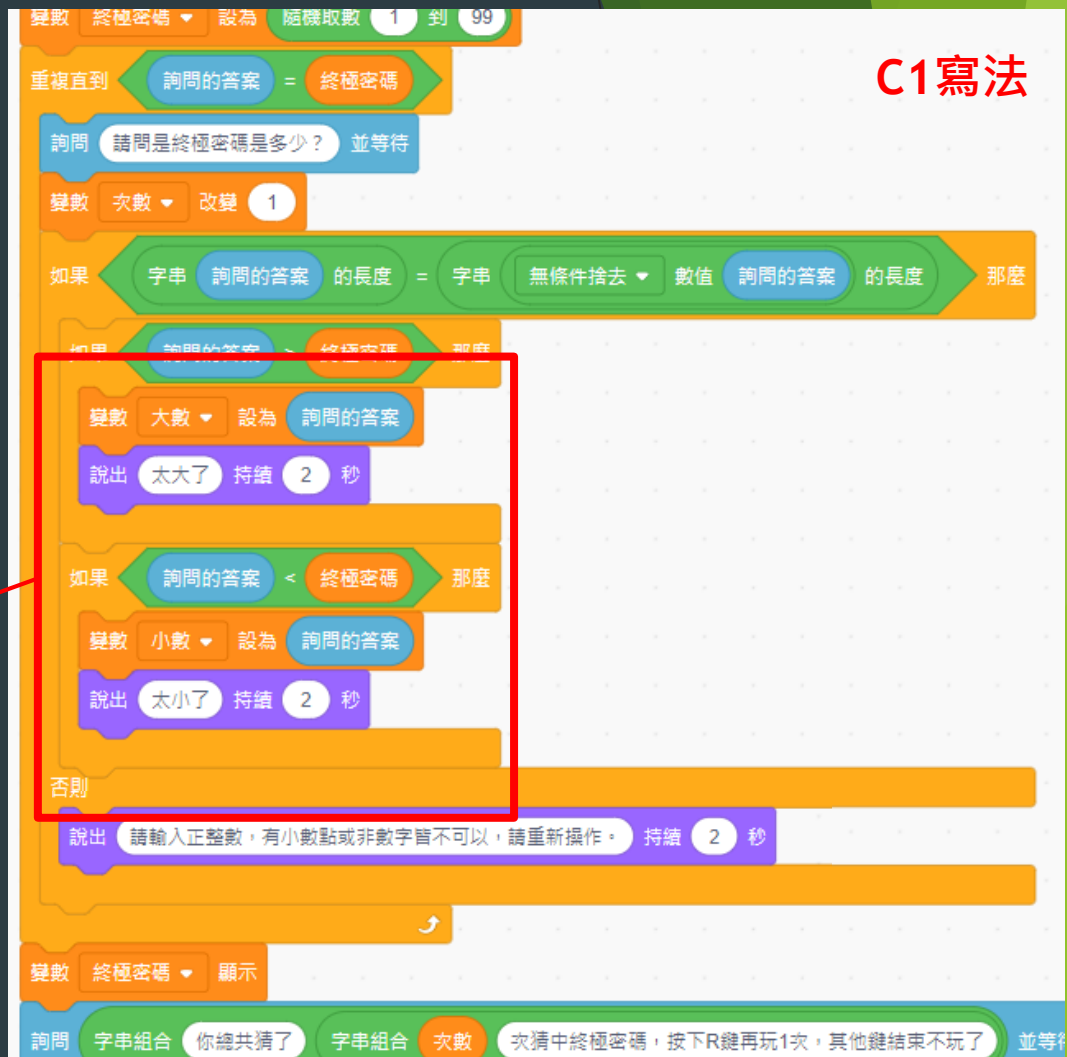 變數 終極密碼 設為 隨機取數 1 到 99
C1寫法
重複直到 詢問的答案 = 終極密碼
詢問 請問是終極密碼是多少? 並等待
變數 次數 改變 1
如果 字串 詢問的答案 的長度 = 字串 無條件捨去 數值 詢問的答案 的長度 那麼
如果 詢問的答案 > 終極密碼 那麼
變數 大數 設為 詢問的答案
說出 太大了 持續 2 秒
如果 詢問的答案 < 終極密碼 那麼
變數 小數 設為 詢問的答案
說出 太小了 持續 2 秒
否則
說出 請輸入正整數,有小數點或非數字皆不可以,請重新操作。 持續 2 秒
變數 終極密碼 顯示
詢問 字串組合 你總共猜了 字串組合 次數 次猜中終極密碼,按下R鍵再玩1次,其他鍵結束不玩了 並等待